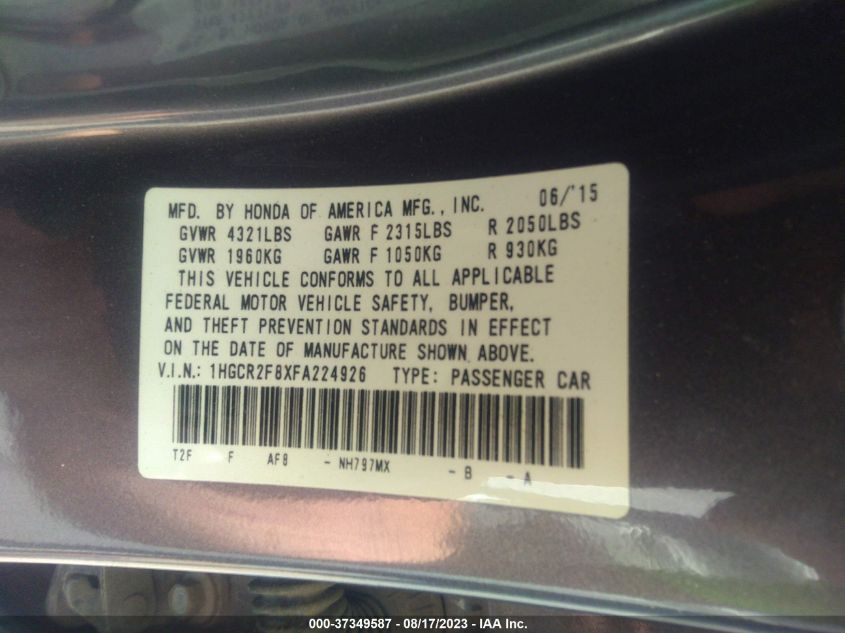 MFD. BY HONDA OF AMERICA MFG., INC. 06/'15
GVWR 4321LBS GAWR F 2315LBS R 2050LBS
GVWR 1960KG GAWR F 1050KG R 930KG
THIS VEHICLE CONFORMS TO ALL APPLICABLE
FEDERAL MOTOR VEHICLE SAFETY, BUMPER,
AND THEFT PREVENTION STANDARDS IN EFFECT
ON THE DATE OF MANUFACTURE SHOWN ABOVE.
V.I.N.: 1HGCR2F8XFA224926 TYPE: PASSENGER CAR
T2F F AF8 - NH797MX - B - A
000-37349587 - 08/17/2023 - IAA Inc.